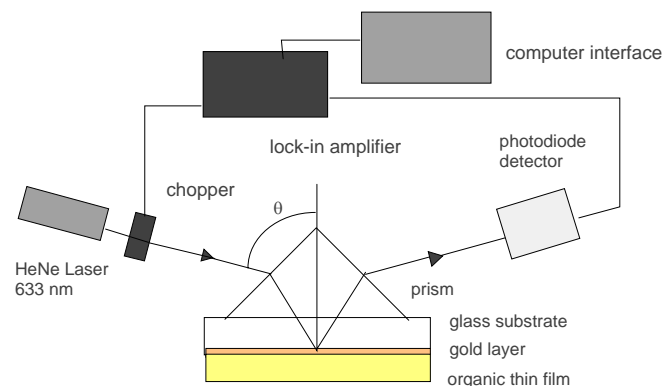 computer interface
lock-in amplifier
photodiode
detector
chopper
θ
HeNe Laser
633 nm
prism
glass substrate
gold layer
organic thin film